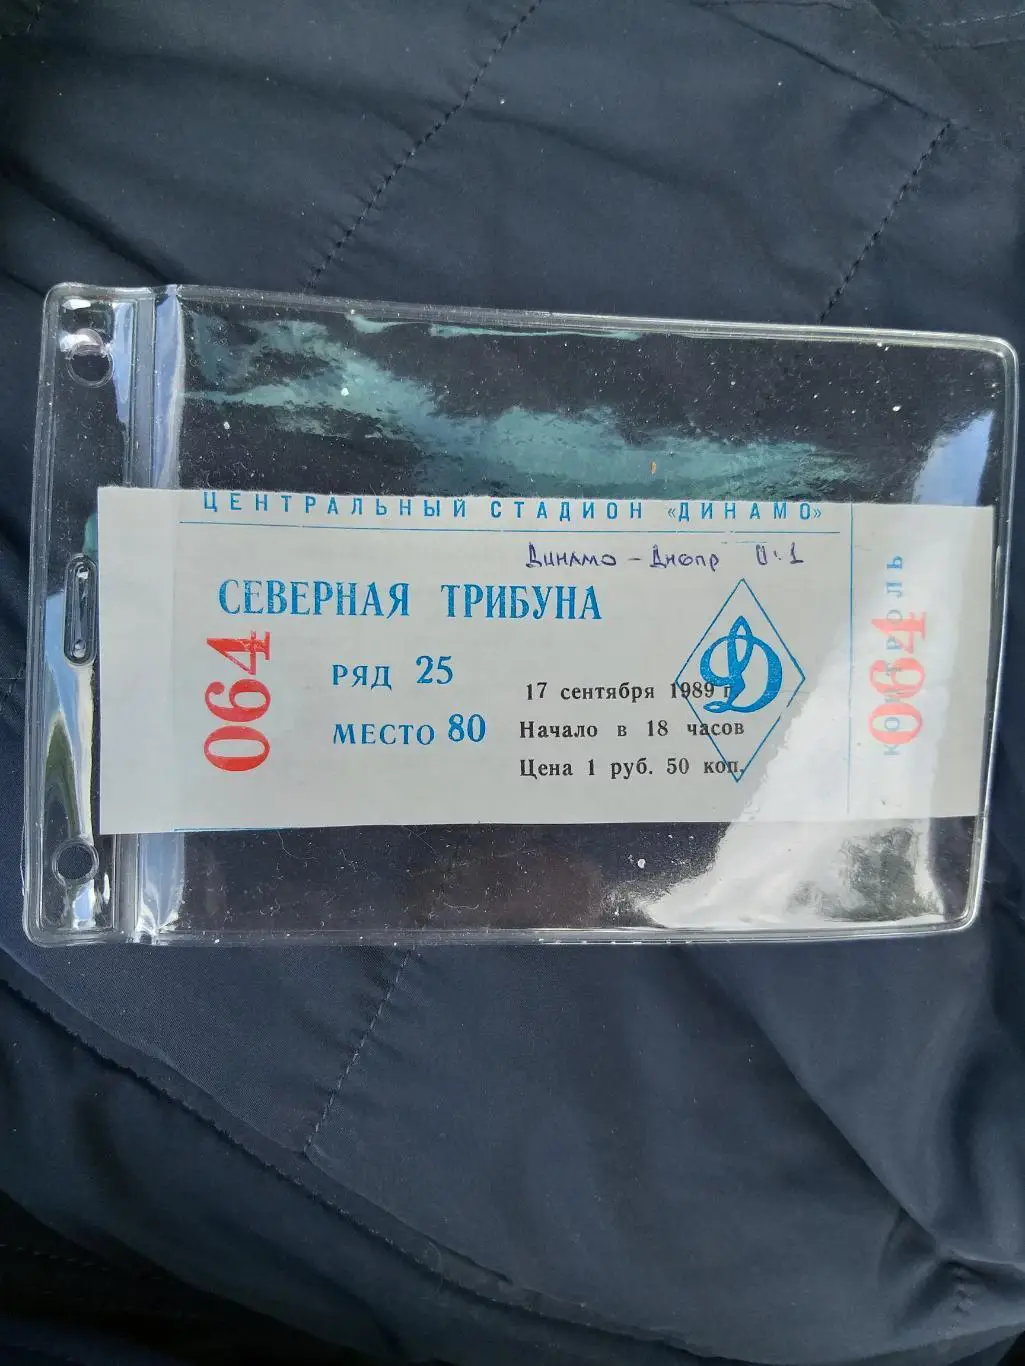 ЦЕНТРАЛЬНЫЙ СТАДИОН «ДИНАМО»
Динамо - Днепр 0:1
СЕВЕРНАЯ ТРИБУНА
064
РЯД 25
МЕСТО 80
17 сентября 1989 г.
Начало в 18 часов
Цена 1 руб. 50 коп.
Д
КОНТРОЛЬ
064